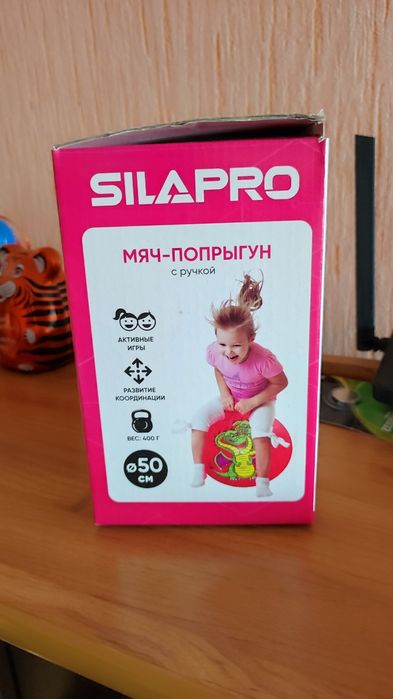 SILAPRO
МЯЧ-ПОПРЫГУН
с ручкой
АКТИВНЫЕ
ИГРЫ
РАЗВИТИЕ
КООРДИНАЦИИ
ВЕС: 400 Г
ø50
СМ